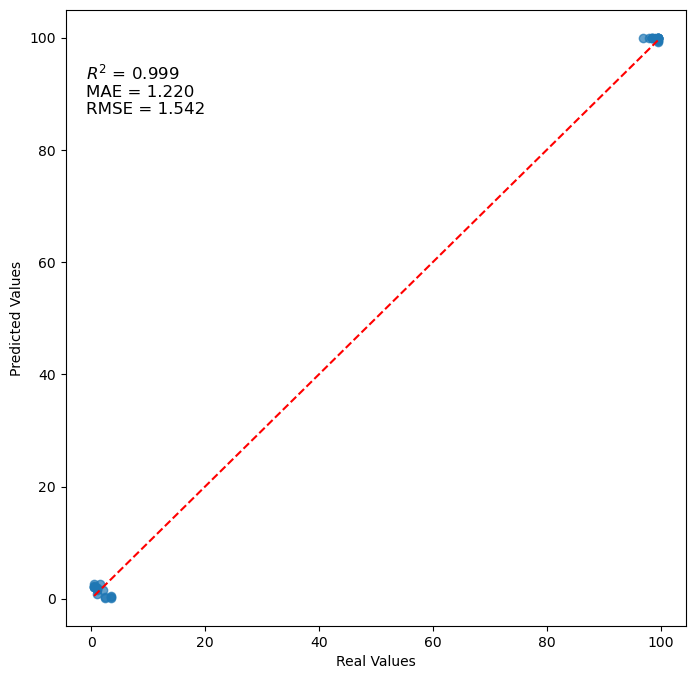 100
80
60
40
20
0
R² = 0.999
MAE = 1.220
RMSE = 1.542
Predicted Values
0 20 40 60 80 100
Real Values